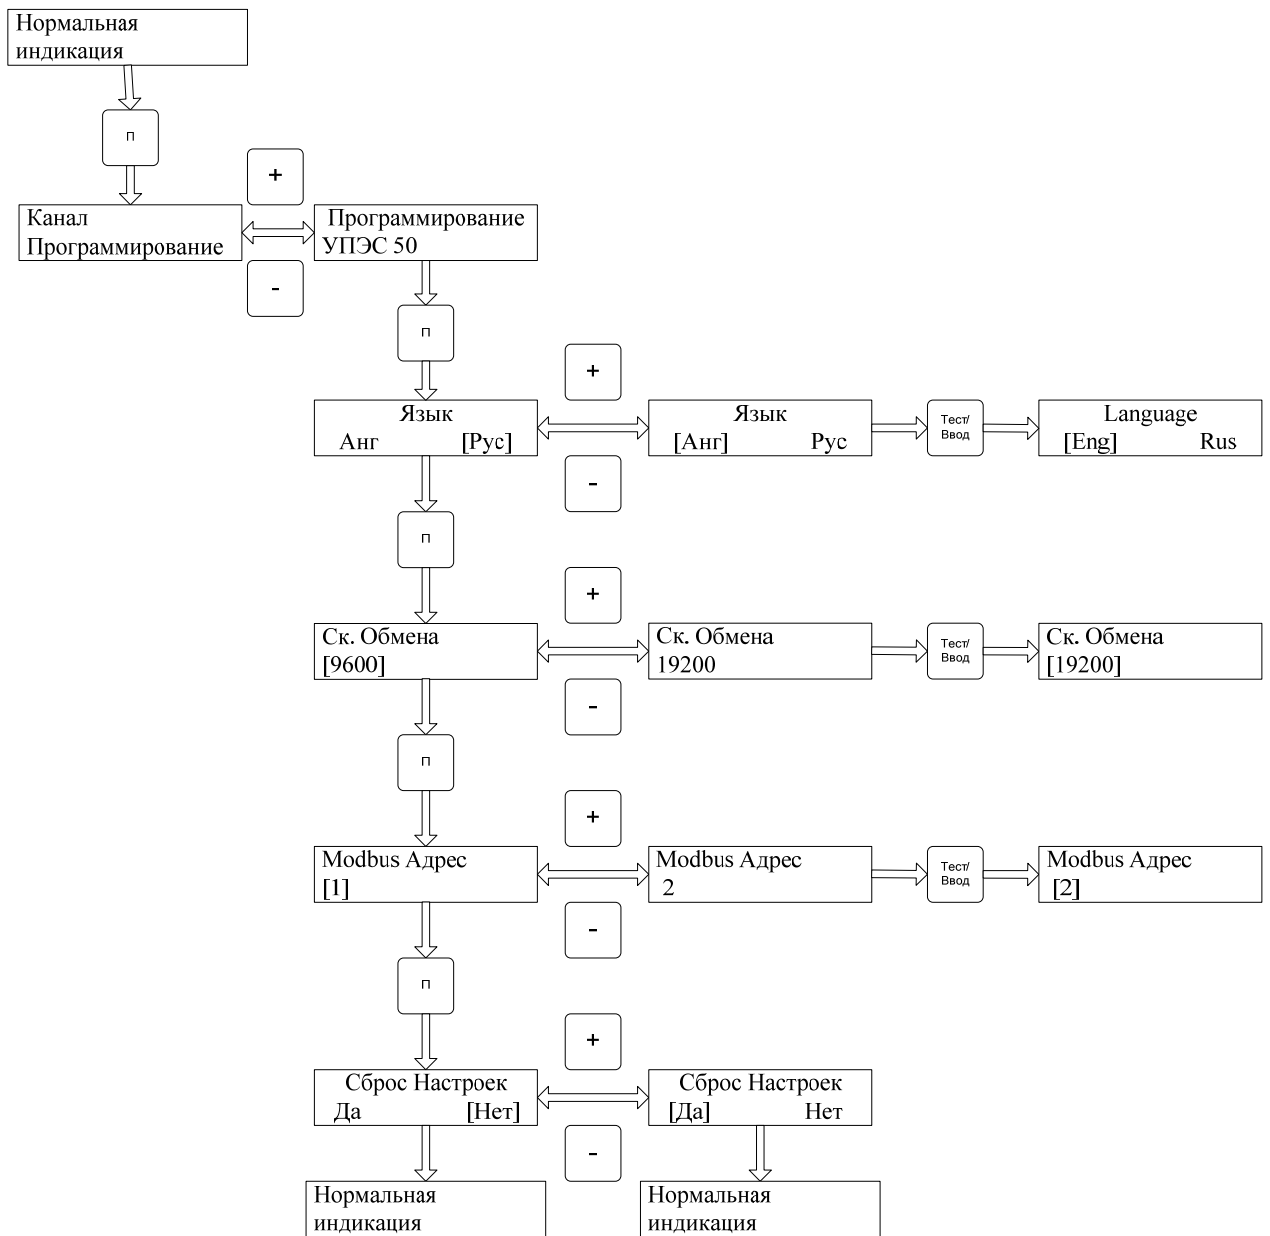 Нормальная
индикация
П
+
Канал
Программирование
Программирование
УПЭС 50
-
П
+
Язык
Анг [Рус]
Язык
[Анг] Рус
Тест/
Ввод
Language
[Eng] Rus
-
П
+
Ск. Обмена
[9600]
Ск. Обмена
19200
Тест/
Ввод
Ск. Обмена
[19200]
-
П
+
Modbus Адрес
[1]
Modbus Адрес
2
Тест/
Ввод
Modbus Адрес
[2]
-
П
+
Сброс Настроек
Да [Нет]
Сброс Настроек
[Да] Нет
-
Нормальная
индикация
Нормальная
индикация